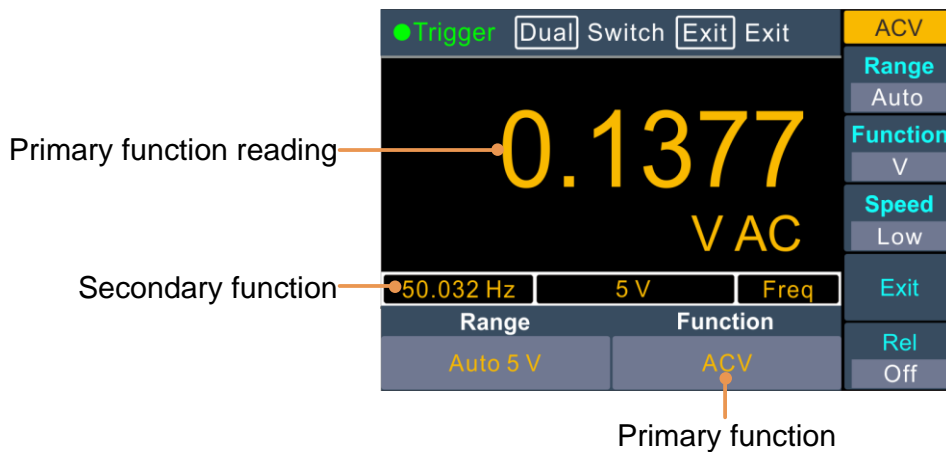 Trigger Dual Switch Exit Exit
ACV
Range
Auto
Function
V
Speed
Low
Exit
Rel
Off
Primary function reading
0.1377
V AC
Secondary function
50.032 Hz 5 V Freq
Range Function
Auto 5 V ACV
Primary function